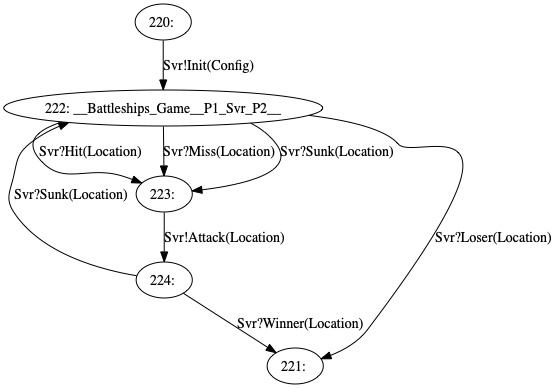 220:
Svr!Init(Config)
222: __Battleships_Game__P1_Svr_P2__
Svr?Hit(Location)
Svr?Miss(Location)
Svr?Sunk(Location)
Svr?Sunk(Location)
223:
Svr!Attack(Location)
Svr?Loser(Location)
224:
Svr?Winner(Location)
221: